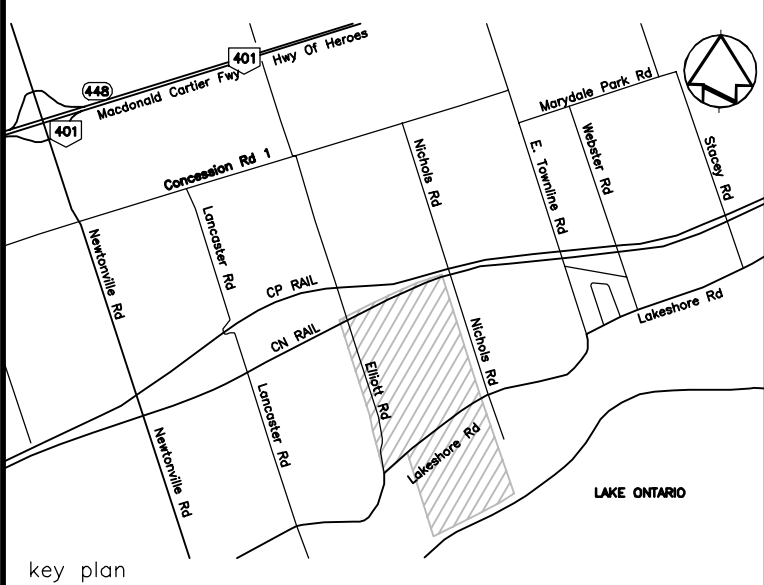 401
Hwy Of Heroes
448
Macdonald Cartier Fwy
401
Marydale Park Rd
Concession Rd 1
Nichols Rd
E. Townline Rd
Webster Rd
Stacey Rd
Lancaster Rd
Newtonville Rd
CP RAIL
CN RAIL
Lakeshore Rd
Nichols Rd
Elliott Rd
Lancaster Rd
Newtonville Rd
Lakeshore Rd
LAKE ONTARIO
key plan